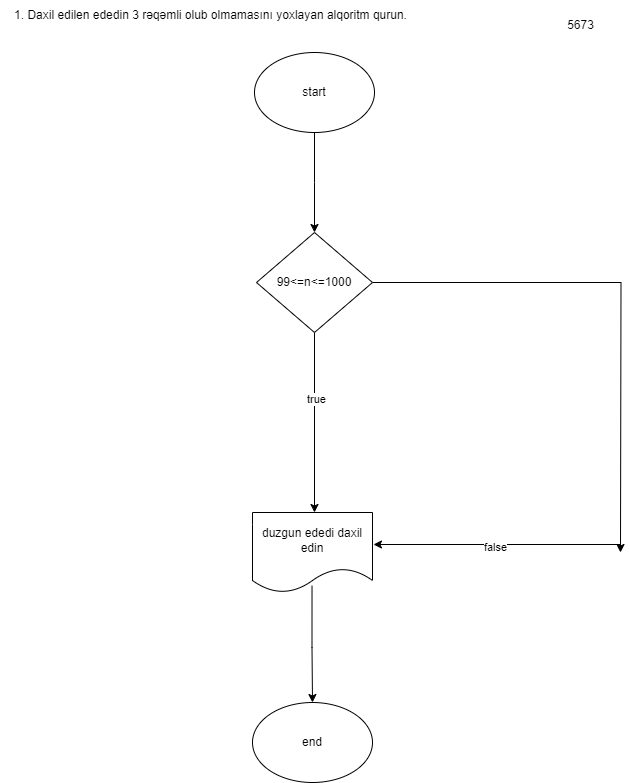 1. Daxil edilen ededin 3 rəqəmli olub olmamasını yoxlayan alqoritm qurun.
5673
start
99<=n<=1000
true
duzgun ededi daxil
edin
false
end